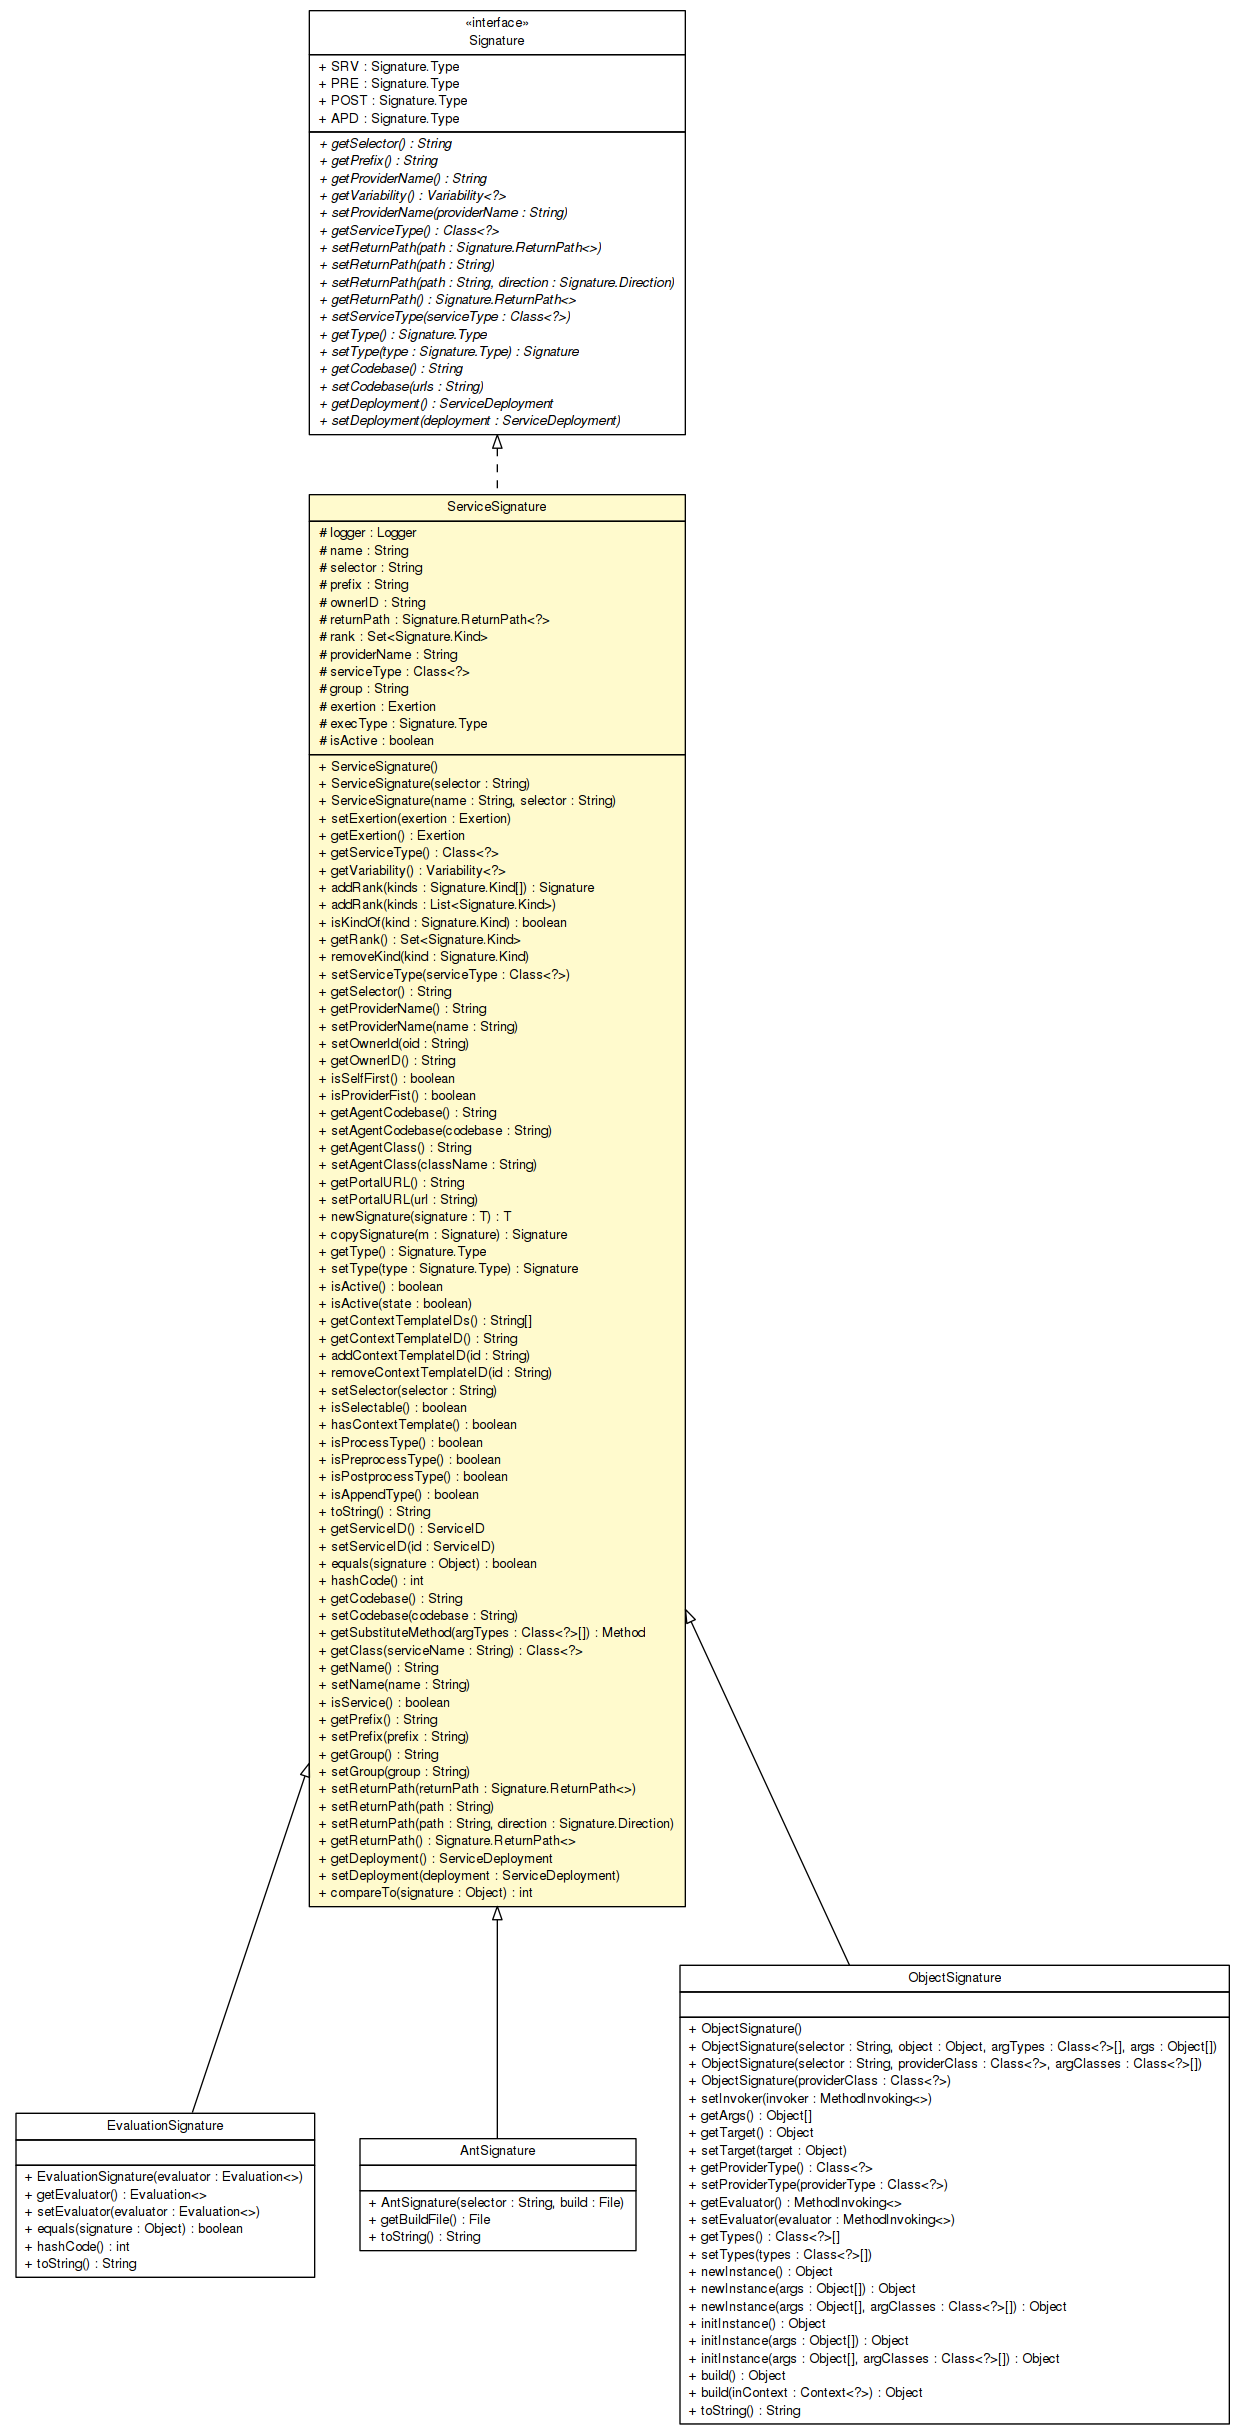 «interface»
Signature
+ SRV : Signature.Type
+ PRE : Signature.Type
+ POST : Signature.Type
+ APD : Signature.Type
+ getSelector() : String
+ getPrefix() : String
+ getProviderName() : String
+ getVariability() : Variability<?>
+ setProviderName(providerName : String)
+ getServiceType() : Class<?>
+ setReturnPath(path : Signature.ReturnPath<>)
+ setReturnPath(path : String)
+ setReturnPath(path : String, direction : Signature.Direction)
+ getReturnPath() : Signature.ReturnPath<>
+ setServiceType(serviceType : Class<?>)
+ getType() : Signature.Type
+ setType(type : Signature.Type) : Signature
+ getCodebase() : String
+ setCodebase(urls : String)
+ getDeployment() : ServiceDeployment
+ setDeployment(deployment : ServiceDeployment)
ServiceSignature
# logger : Logger
# name : String
# selector : String
# prefix : String
# ownerID : String
# returnPath : Signature.ReturnPath<?>
# rank : Set<Signature.Kind>
# providerName : String
# serviceType : Class<?>
# group : String
# exertion : Exertion
# execType : Signature.Type
# isActive : boolean
+ ServiceSignature()
+ ServiceSignature(selector : String)
+ ServiceSignature(name : String, selector : String)
+ setExertion(exertion : Exertion)
+ getExertion() : Exertion
+ getServiceType() : Class<?>
+ getVariability() : Variability<?>
+ addRank(kinds : Signature.Kind[]) : Signature
+ addRank(kinds : List<Signature.Kind>)
+ isKindOf(kind : Signature.Kind) : boolean
+ getRank() : Set<Signature.Kind>
+ removeKind(kind : Signature.Kind)
+ setServiceType(serviceType : Class<?>)
+ getSelector() : String
+ getProviderName() : String
+ setProviderName(name : String)
+ setOwnerId(oid : String)
+ getOwnerID() : String
+ isSelfFirst() : boolean
+ isProviderFist() : boolean
+ getAgentCodebase() : String
+ setAgentCodebase(codebase : String)
+ getAgentClass() : String
+ setAgentClass(className : String)
+ getPortalURL() : String
+ setPortalURL(url : String)
+ newSignature(signature : T) : T
+ copySignature(m : Signature) : Signature
+ getType() : Signature.Type
+ setType(type : Signature.Type) : Signature
+ isActive() : boolean
+ isActive(state : boolean)
+ getContextTemplateIDs() : String[]
+ getContextTemplateID() : String
+ addContextTemplateID(id : String)
+ removeContextTemplateID(id : String)
+ setSelector(selector : String)
+ isSelectable() : boolean
+ hasContextTemplate() : boolean
+ isProcessType() : boolean
+ isPreprocessType() : boolean
+ isPostprocessType() : boolean
+ isAppendType() : boolean
+ toString() : String
+ getServiceID() : ServiceID
+ setServiceID(id : ServiceID)
+ equals(signature : Object) : boolean
+ hashCode() : int
+ getCodebase() : String
+ setCodebase(codebase : String)
+ getSubstituteMethod(argTypes : Class<?>[]) : Method
+ getClass(serviceName : String) : Class<?>
+ getName() : String
+ setName(name : String)
+ isService() : boolean
+ getPrefix() : String
+ setPrefix(prefix : String)
+ getGroup() : String
+ setGroup(group : String)
+ setReturnPath(returnPath : Signature.ReturnPath<>)
+ setReturnPath(path : String)
+ setReturnPath(path : String, direction : Signature.Direction)
+ getReturnPath() : Signature.ReturnPath<>
+ getDeployment() : ServiceDeployment
+ setDeployment(deployment : ServiceDeployment)
+ compareTo(signature : Object) : int
EvaluationSignature
+ EvaluationSignature(evaluator : Evaluation<>)
+ getEvaluator() : Evaluation<>
+ setEvaluator(evaluator : Evaluation<>)
+ equals(signature : Object) : boolean
+ hashCode() : int
+ toString() : String
AntSignature
+ AntSignature(selector : String, build : File)
+ getBuildFile() : File
+ toString() : String
ObjectSignature
+ ObjectSignature()
+ ObjectSignature(selector : String, object : Object, argTypes : Class<?>[], args : Object[])
+ ObjectSignature(selector : String, providerClass : Class<?>, argClasses : Class<?>[])
+ ObjectSignature(providerClass : Class<?>)
+ setInvoker(invoker : MethodInvoking<>)
+ getArgs() : Object[]
+ getTarget() : Object
+ setTarget(target : Object)
+ getProviderType() : Class<?>
+ setProviderType(providerType : Class<?>)
+ getEvaluator() : MethodInvoking<>
+ setEvaluator(evaluator : MethodInvoking<>)
+ getTypes() : Class<?>[]
+ setTypes(types : Class<?>[])
+ newInstance() : Object
+ newInstance(args : Object[]) : Object
+ newInstance(args : Object[], argClasses : Class<?>[]) : Object
+ initInstance() : Object
+ initInstance(args : Object[]) : Object
+ initInstance(args : Object[], argClasses : Class<?>[]) : Object
+ build() : Object
+ build(inContext : Context<?>) : Object
+ toString() : String